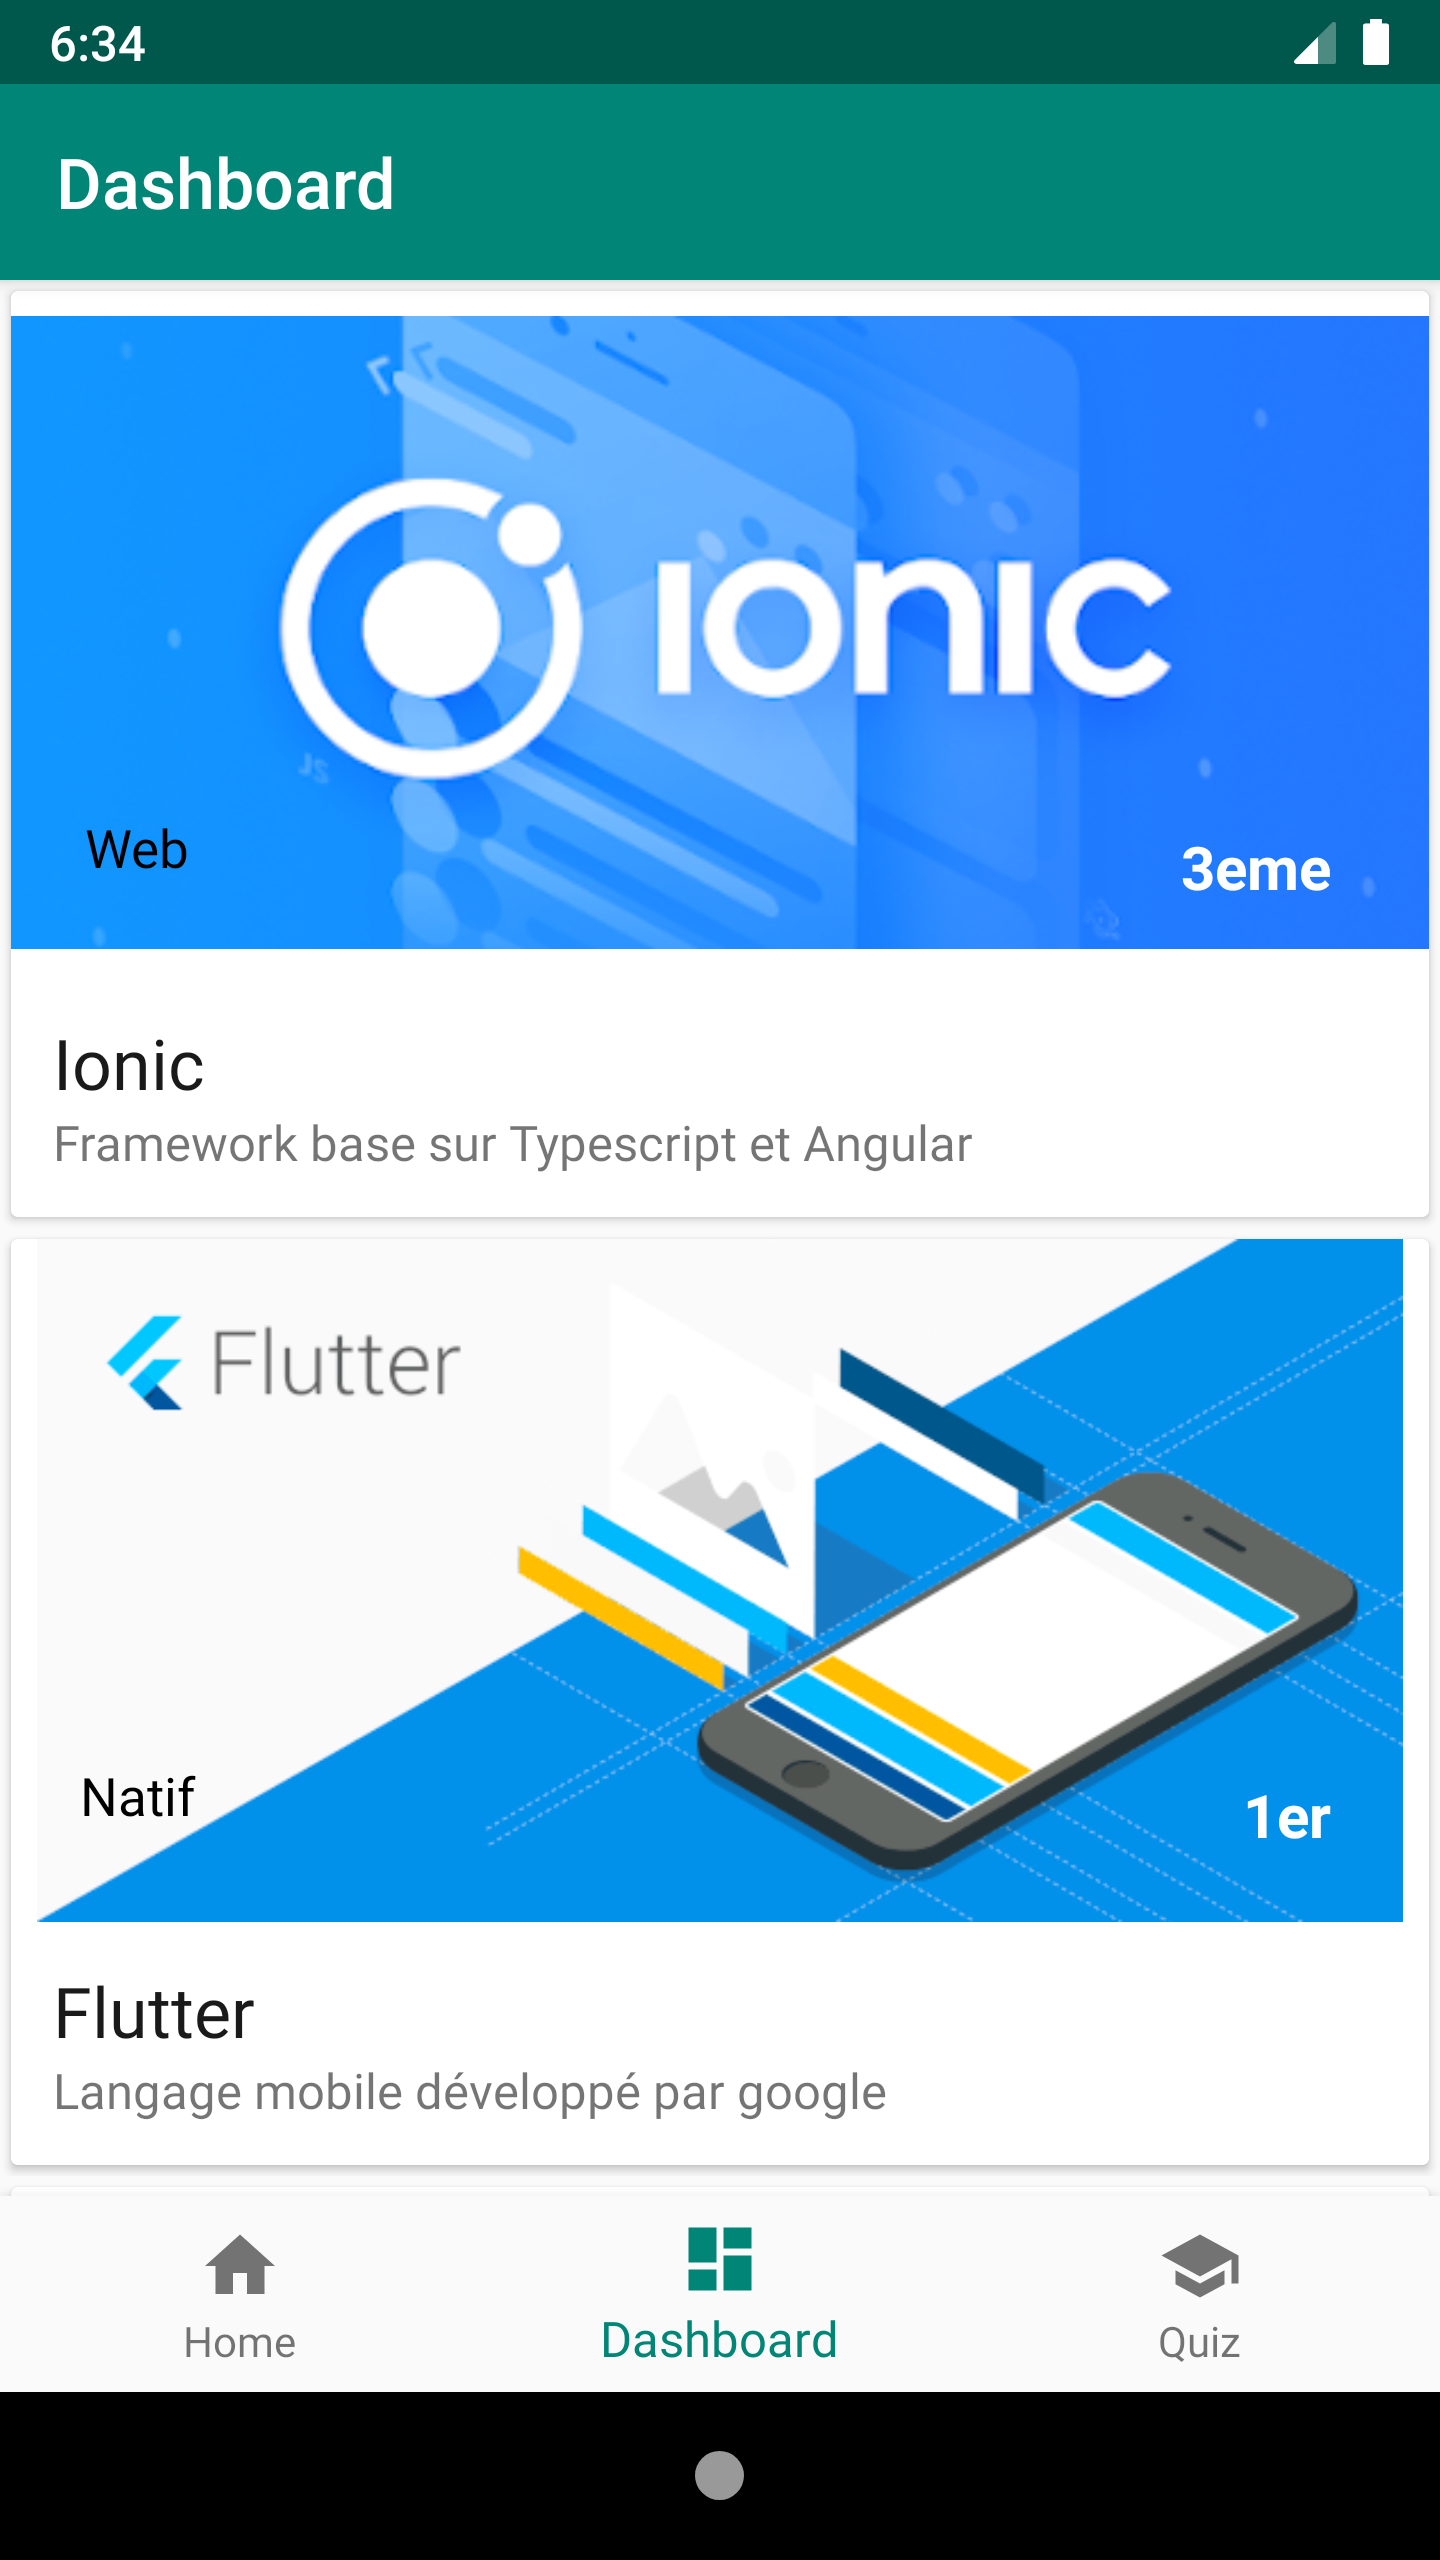 6:34
Dashboard
ionic
JS
Web
3eme
Ionic
Framework base sur Typescript et Angular
Flutter
Natif
1er
Flutter
Langage mobile développé par google
Home
Dashboard
Quiz